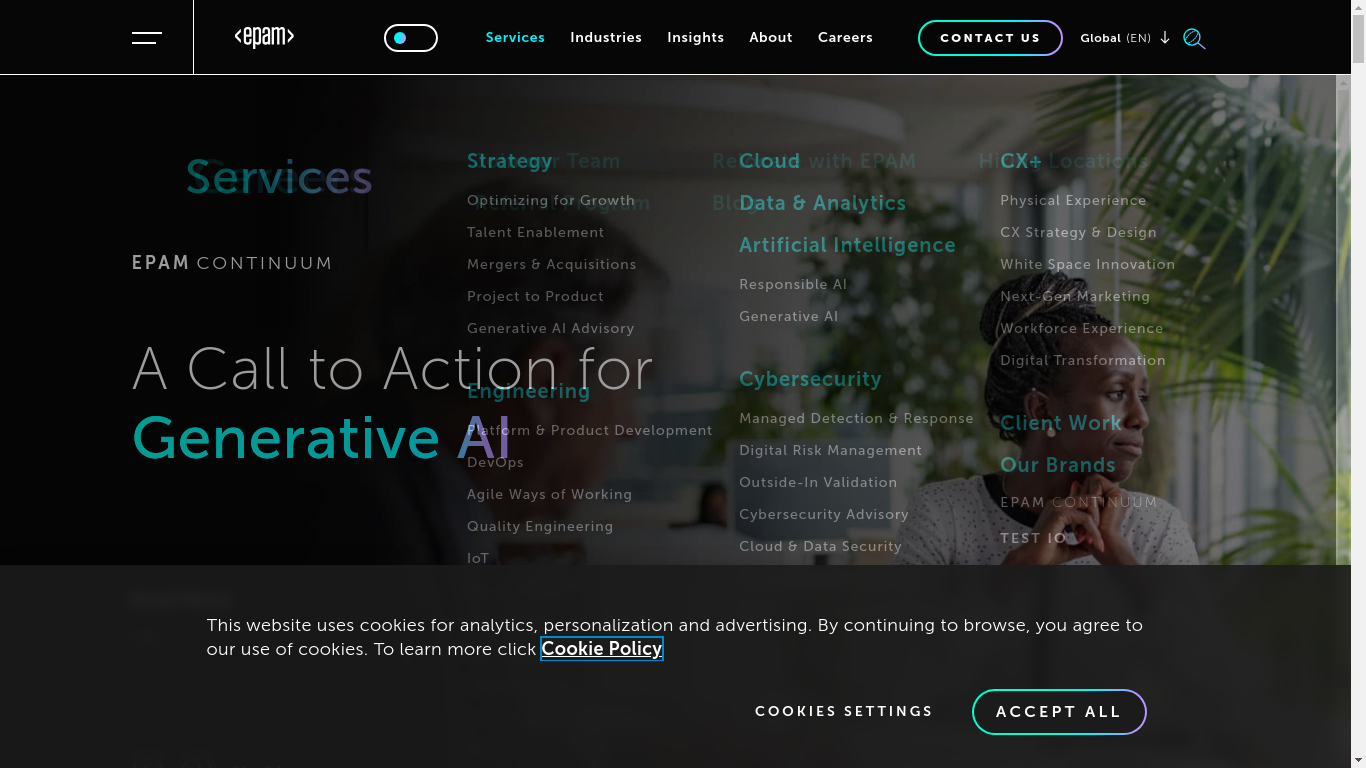 <epam>
Services
Industries
Insights
About
Careers
CONTACT US
Global (EN)
Services
EPAM CONTINUUM
A Call to Action for
Generative AI
Strategy
Optimizing for Growth
Talent Enablement
Mergers & Acquisitions
Project to Product
Generative AI Advisory
Engineering
Platform & Product Development
DevOps
Agile Ways of Working
Quality Engineering
IoT
Cloud
Data & Analytics
Artificial Intelligence
Responsible AI
Generative AI
Cybersecurity
Managed Detection & Response
Digital Risk Management
Outside-In Validation
Cybersecurity Advisory
Cloud & Data Security
CX+
Physical Experience
CX Strategy & Design
White Space Innovation
Next-Gen Marketing
Workforce Experience
Digital Transformation
Client Work
Our Brands
EPAM CONTINUUM
TEST IO
This website uses cookies for analytics, personalization and advertising. By continuing to browse, you agree to
our use of cookies. To learn more click Cookie Policy
COOKIES SETTINGS
ACCEPT ALL